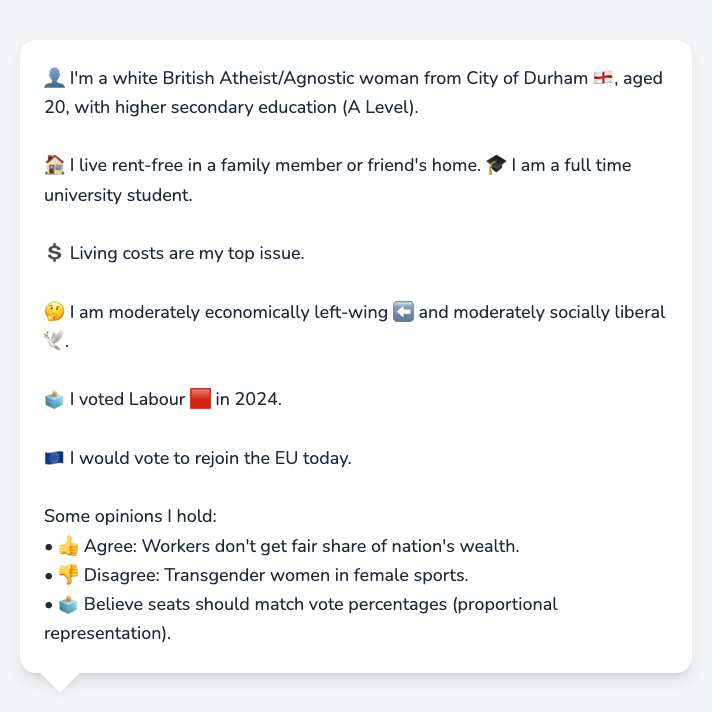 👤 I'm a white British Atheist/Agnostic woman from City of Durham 🏴󠁧󠁢󠁥󠁮󠁧󠁿, aged
20, with higher secondary education (A Level).
🏠 I live rent-free in a family member or friend's home. 🎓 I am a full time
university student.
💲 Living costs are my top issue.
🤔 I am moderately economically left-wing ⬅️ and moderately socially liberal
🕊️.
🗳️ I voted Labour 🟥 in 2024.
🇪🇺 I would vote to rejoin the EU today.
Some opinions I hold:
• 👍 Agree: Workers don't get fair share of nation's wealth.
• 👎 Disagree: Transgender women in female sports.
• 🗳️ Believe seats should match vote percentages (proportional
representation).